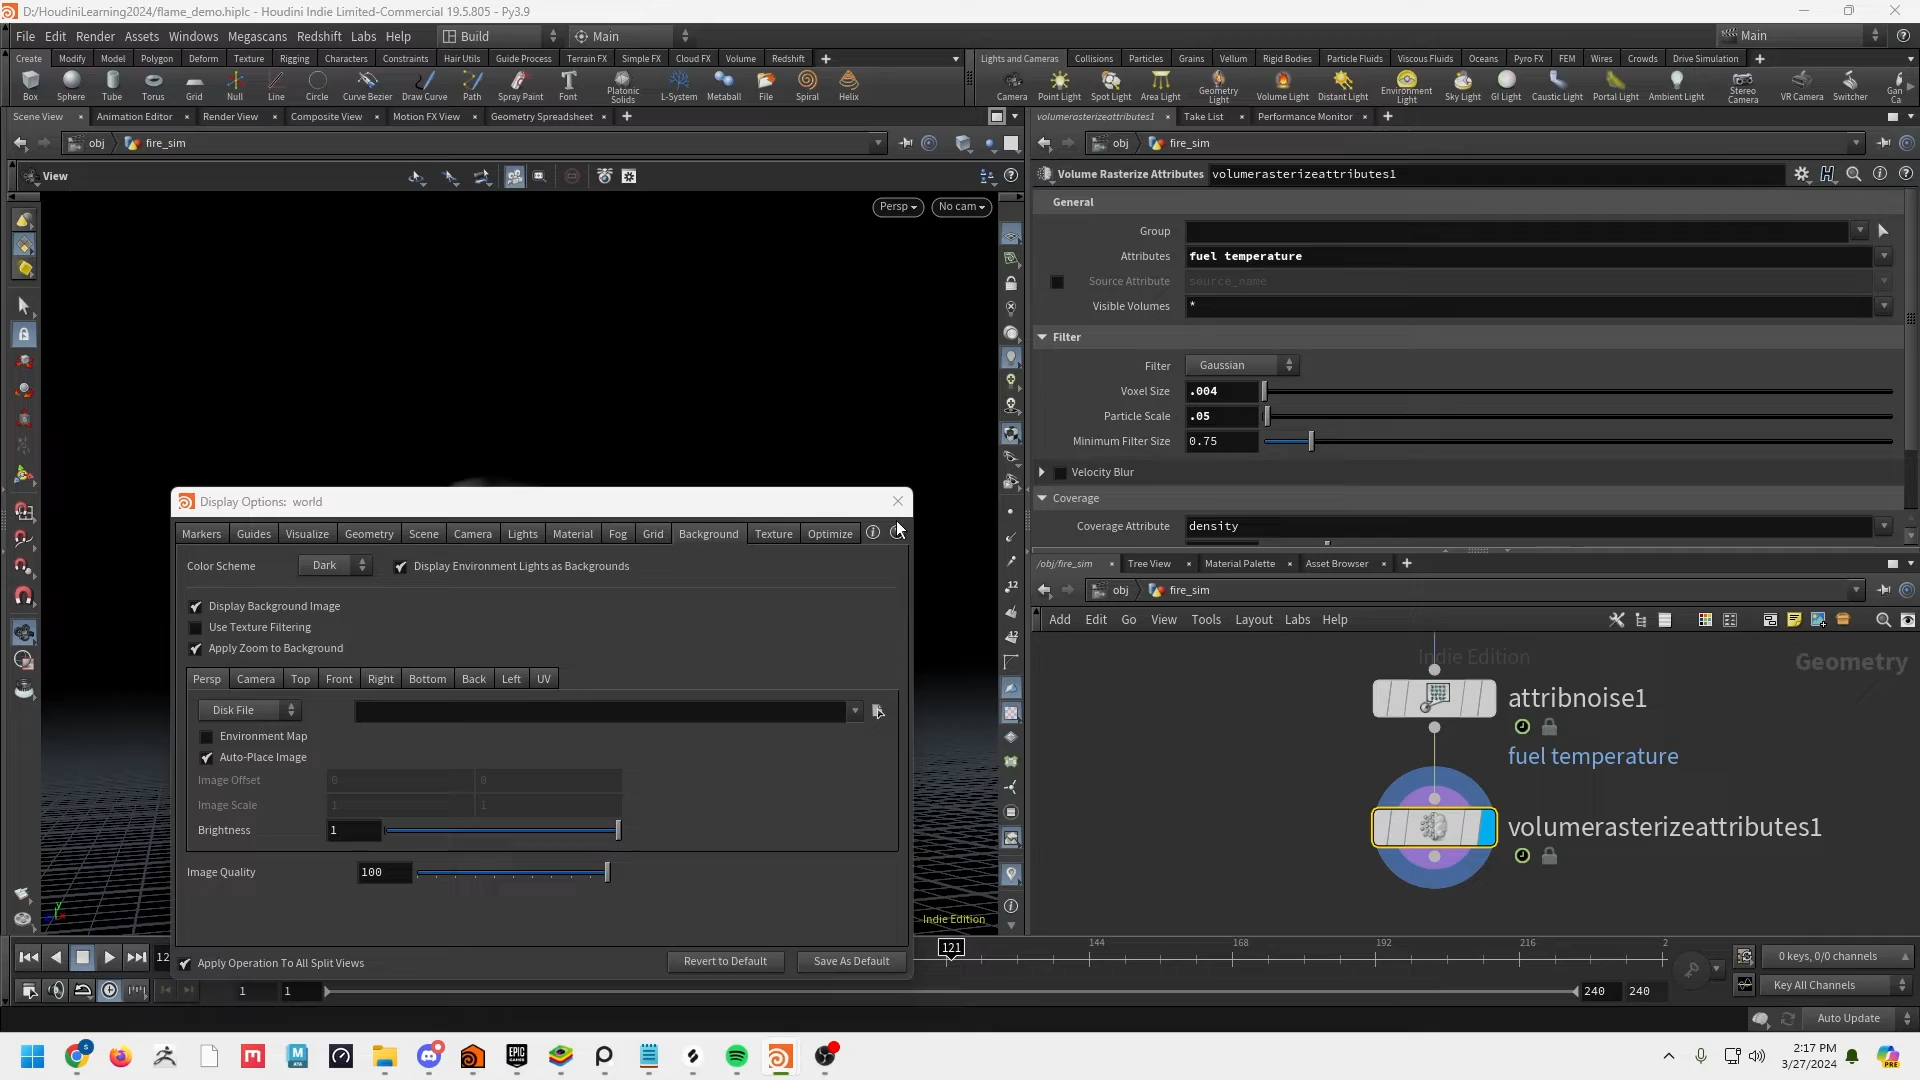 D:/HoudiniLearning2024/flame_demo.hiplc - Houdini Indie Limited-Commercial 19.5.805 - Py3.9
File Edit Render Assets Windows Megascans Redshift Labs Help Build Main Main
Create Modify Model Polygon Deform Texture Rigging Characters Constraints Hair Utils Guide Process Terrain FX Simple FX Cloud FX Volume Redshift
Lights and Cameras Collisions Particles Grains Vellum Rigid Bodies Particle Fluids Viscous Fluids Oceans Pyro FX FEM Wires Crowds Drive Simulation
Box Sphere Tube Torus Grid Null Line Circle Curve Bezier Draw Curve Path Spray Paint Font Platonic Solids L-System Metaball File Spiral Helix
Camera Point Light Spot Light Area Light Geometry Light Volume Light Distant Light Environment Light Sky Light GI Light Caustic Light Portal Light Ambient Light Stereo Camera VR Camera Switcher Gan Ca
Scene View Animation Editor Render View Composite View Motion FX View Geometry Spreadsheet
volumerasterizeattributes1 Take List Performance Monitor
obj fire_sim
obj fire_sim
View
Volume Rasterize Attributes volumerasterizeattributes1
Persp No cam
General
Group
Attributes fuel temperature
Source Attribute source_name
Visible Volumes *
Filter
Filter Gaussian
Voxel Size .004
Particle Scale .05
Minimum Filter Size 0.75
Velocity Blur
Coverage
Coverage Attribute density
Display Options: world
Markers Guides Visualize Geometry Scene Camera Lights Material Fog Grid Background Texture Optimize
Color Scheme Dark Display Environment Lights as Backgrounds
Display Background Image
Use Texture Filtering
Apply Zoom to Background
Persp Camera Top Front Right Bottom Back Left UV
Disk File
Environment Map
Auto-Place Image
Image Offset 0 0
Image Scale 1 1
Brightness 1
Image Quality 100
Apply Operation To All Split Views Revert to Default Save As Default
Indie Edition
/obj/fire_sim Tree View Material Palette Asset Browser
obj fire_sim
Add Edit Go View Tools Layout Labs Help
Indie Edition
Geometry
attribnoise1
fuel temperature
volumerasterizeattributes1
12 121 144 168 192 216 2
0 keys, 0/0 channels
1 1 240 240 Key All Channels
Auto Update
2:17 PM
3/27/2024